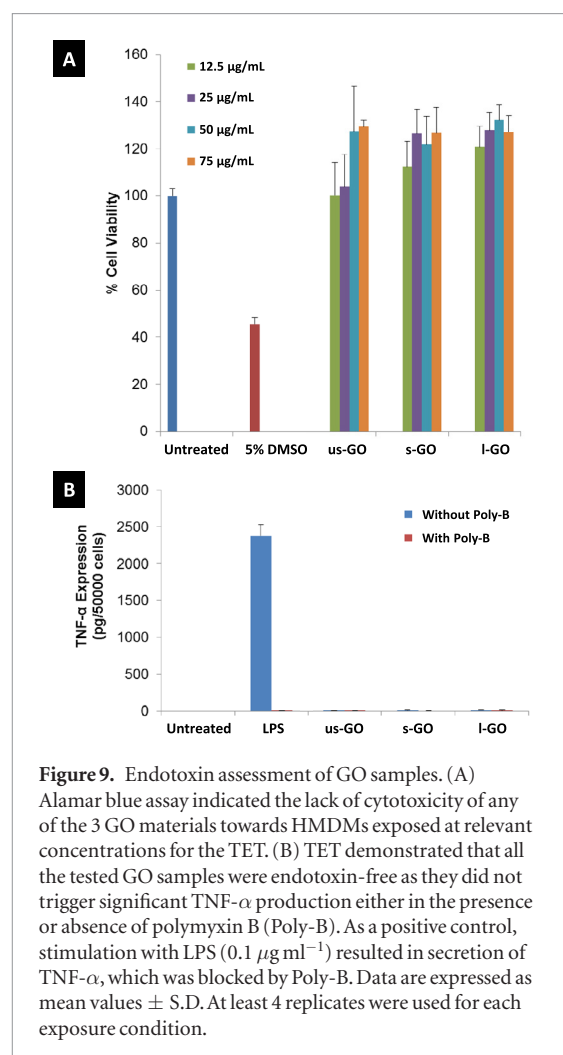 A
160
140
120
100
80
60
40
20
0
% Cell Viability
12.5 µg/mL
25 µg/mL
50 µg/mL
75 µg/mL
Untreated 5% DMSO us-GO s-GO l-GO
B
3000
2500
2000
1500
1000
500
0
TNF-α Expression
(pg/50000 cells)
Without Poly-B
With Poly-B
Untreated LPS us-GO s-GO l-GO
Figure 9. Endotoxin assessment of GO samples. (A)
Alamar blue assay indicated the lack of cytotoxicity of any
of the 3 GO materials towards HMDMs exposed at relevant
concentrations for the TET. (B) TET demonstrated that all
the tested GO samples were endotoxin-free as they did not
trigger significant TNF-α production either in the presence
or absence of polymyxin B (Poly-B). As a positive control,
stimulation with LPS (0.1 μg ml⁻¹) resulted in secretion of
TNF-α, which was blocked by Poly-B. Data are expressed as
mean values ± S.D. At least 4 replicates were used for each
exposure condition.